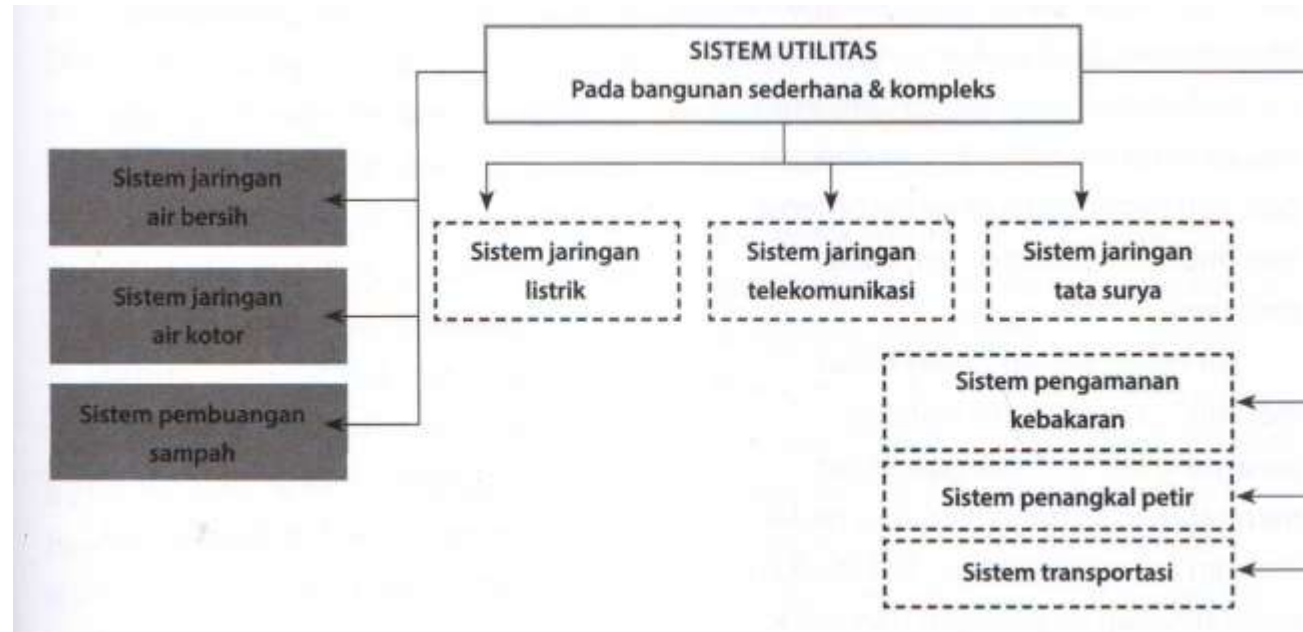 SISTEM UTILITAS
Pada bangunan sederhana & kompleks
Sistem jaringan
air bersih
Sistem jaringan
air kotor
Sistem pembuangan
sampah
Sistem jaringan
listrik
Sistem jaringan
telekomunikasi
Sistem jaringan
tata surya
Sistem pengamanan
kebakaran
Sistem penangkal petir
Sistem transportasi